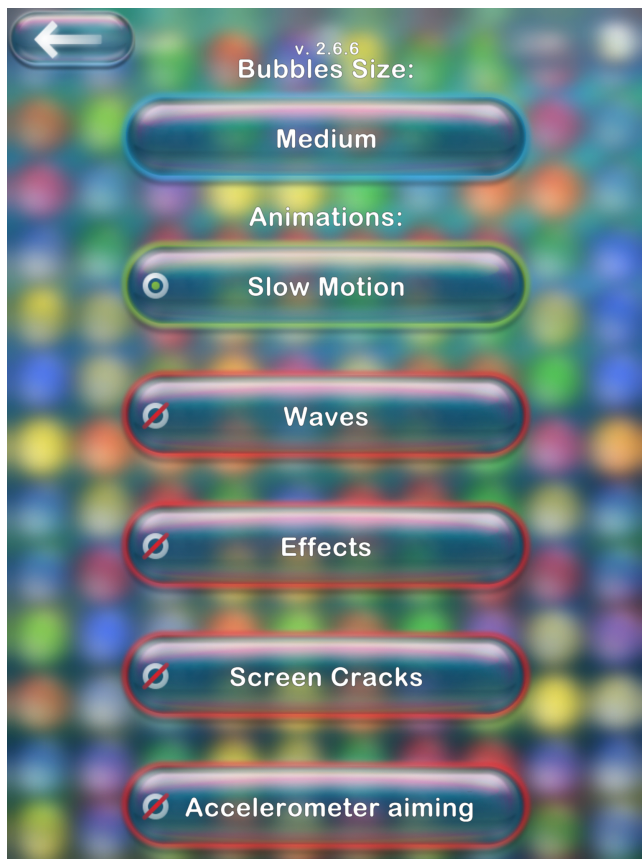 v. 2.6.6
Bubbles Size:
Medium
Animations:
Slow Motion
Waves
Effects
Screen Cracks
Accelerometer aiming